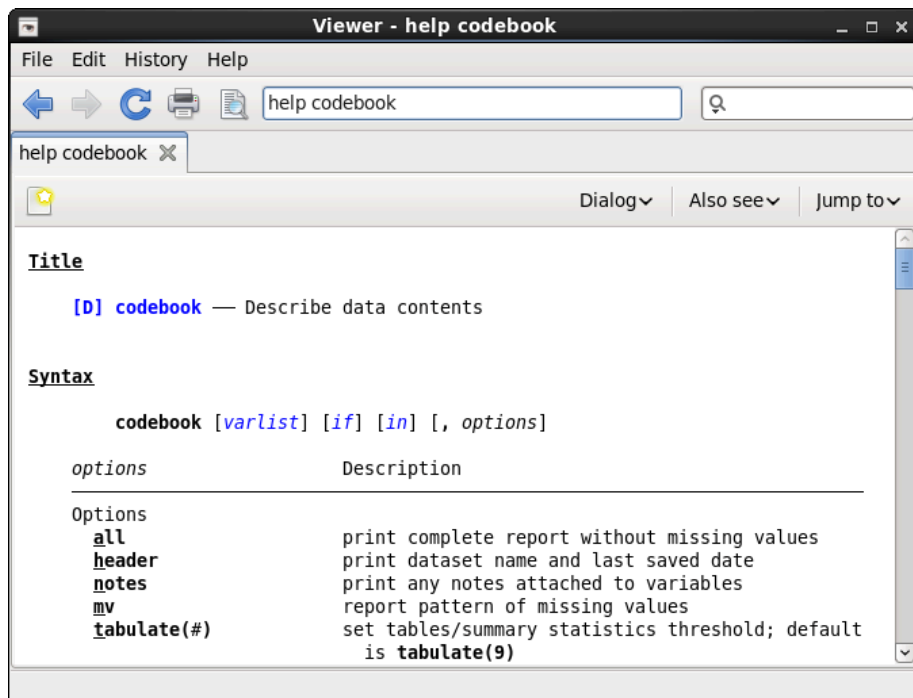 Viewer - help codebook
File Edit History Help
help codebook
help codebook
Dialog Also see Jump to
Title
[D] codebook — Describe data contents
Syntax
codebook [varlist] [if] [in] [, options]
options Description
Options
all print complete report without missing values
header print dataset name and last saved date
notes print any notes attached to variables
mv report pattern of missing values
tabulate(#) set tables/summary statistics threshold; default
is tabulate(9)